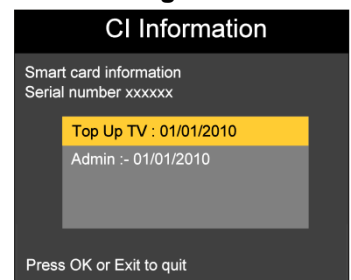 CI Information
Smart card information
Serial number xxxxxx
Top Up TV : 01/01/2010
Admin :- 01/01/2010
Press OK or Exit to quit